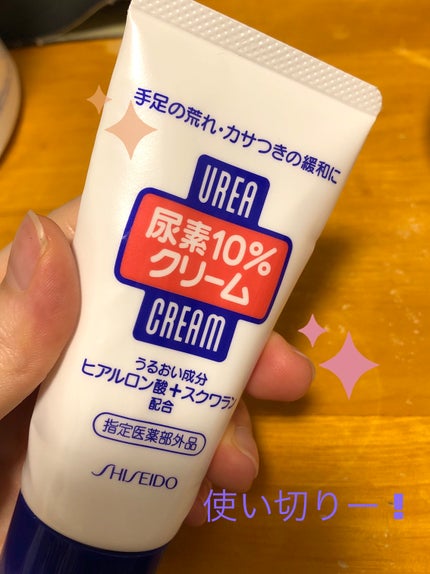 手足の荒れ・カサつきの緩和に
UREA
尿素10%
クリーム
CREAM
うるおい成分
ヒアルロン酸+スクワラン
配合
指定医薬部外品
SHISEIDO
使い切りー❗